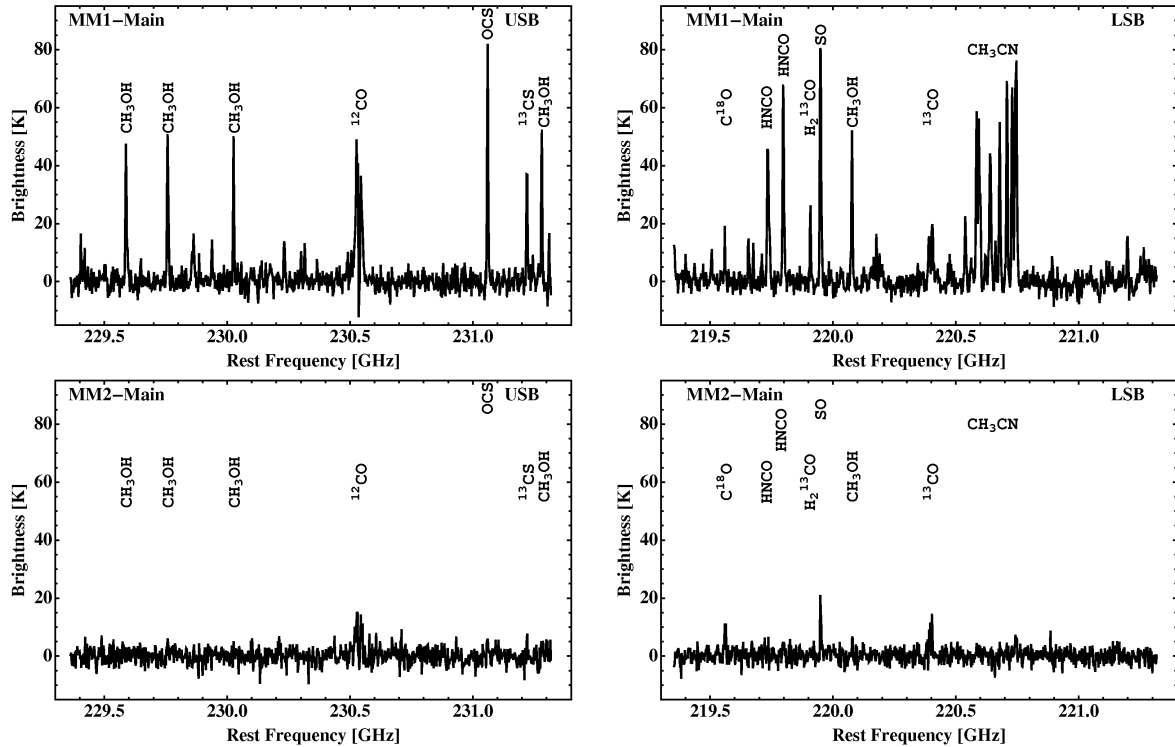 MM1−Main USB
OCS
CH₃OH
CH₃OH
CH₃OH
¹²CO
¹³CS
CH₃OH
80
60
40
20
0
Brightness [K]
229.5 230.0 230.5 231.0
Rest Frequency [GHz]
MM1−Main LSB
C¹⁸O
HNCO
HNCO
H₂¹³CO
SO
CH₃OH
¹³CO
CH₃CN
80
60
40
20
0
Brightness [K]
219.5 220.0 220.5 221.0
Rest Frequency [GHz]
MM2−Main USB
OCS
CH₃OH
CH₃OH
CH₃OH
¹²CO
¹³CS
CH₃OH
80
60
40
20
0
Brightness [K]
229.5 230.0 230.5 231.0
Rest Frequency [GHz]
MM2−Main LSB
C¹⁸O
HNCO
HNCO
H₂¹³CO
SO
CH₃OH
¹³CO
CH₃CN
80
60
40
20
0
Brightness [K]
219.5 220.0 220.5 221.0
Rest Frequency [GHz]